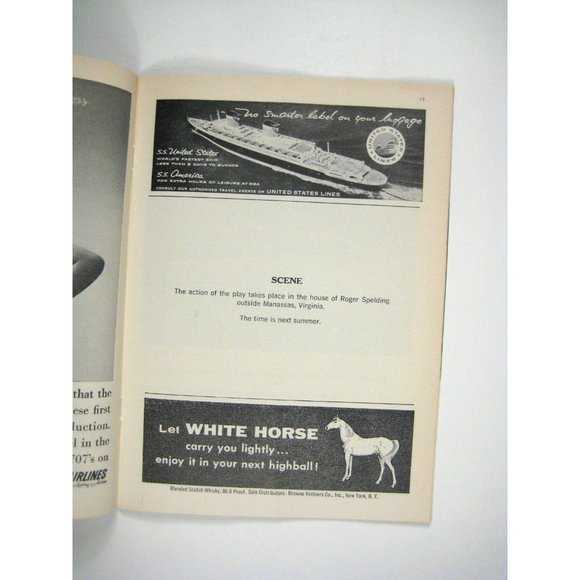 that the
ese first
duction.
l in the
707's on
IRLINES
13
No smarter label on your luggage
UNITED STATES LINES
S.S. United States
WORLD'S FASTEST SHIP
LESS THAN 5 DAYS TO EUROPE
S.S. America
FOR EXTRA HOURS OF LEISURE AT SEA
CONSULT OUR AUTHORIZED TRAVEL AGENTS OR UNITED STATES LINES
SCENE
The action of the play takes place in the house of Roger Spelding
outside Manassas, Virginia.
The time is next summer.
Let WHITE HORSE
carry you lightly...
enjoy it in your next highball!
Blended Scotch Whisky, 86.8 Proof. Sole Distributors. Browne Vintners Co., Inc., New York, N. Y.